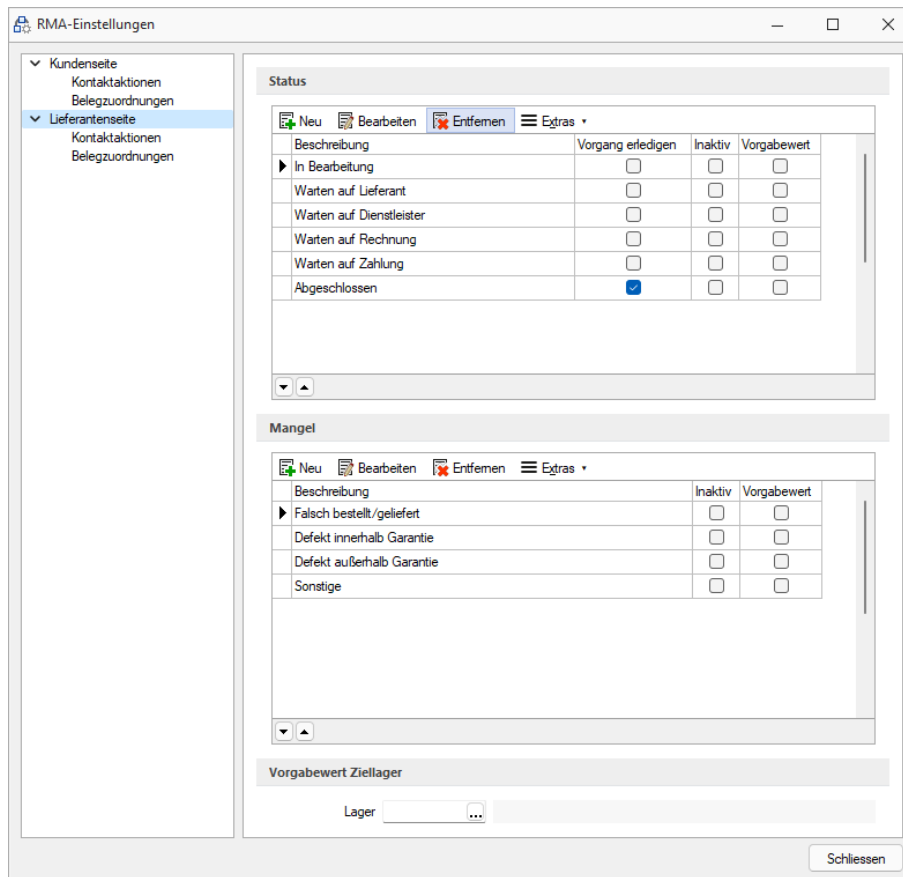 RMA-Einstellungen
Kundenseite
Kontaktaktionen
Belegzuordnungen
Lieferantenseite
Kontaktaktionen
Belegzuordnungen
Status
Neu Bearbeiten Entfernen Extras
Beschreibung Vorgang erledigen Inaktiv Vorgabewert
In Bearbeitung
Warten auf Lieferant
Warten auf Dienstleister
Warten auf Rechnung
Warten auf Zahlung
Abgeschlossen
Mangel
Neu Bearbeiten Entfernen Extras
Beschreibung Inaktiv Vorgabewert
Falsch bestellt/geliefert
Defekt innerhalb Garantie
Defekt außerhalb Garantie
Sonstige
Vorgabewert Ziellager
Lager ...
Schliessen